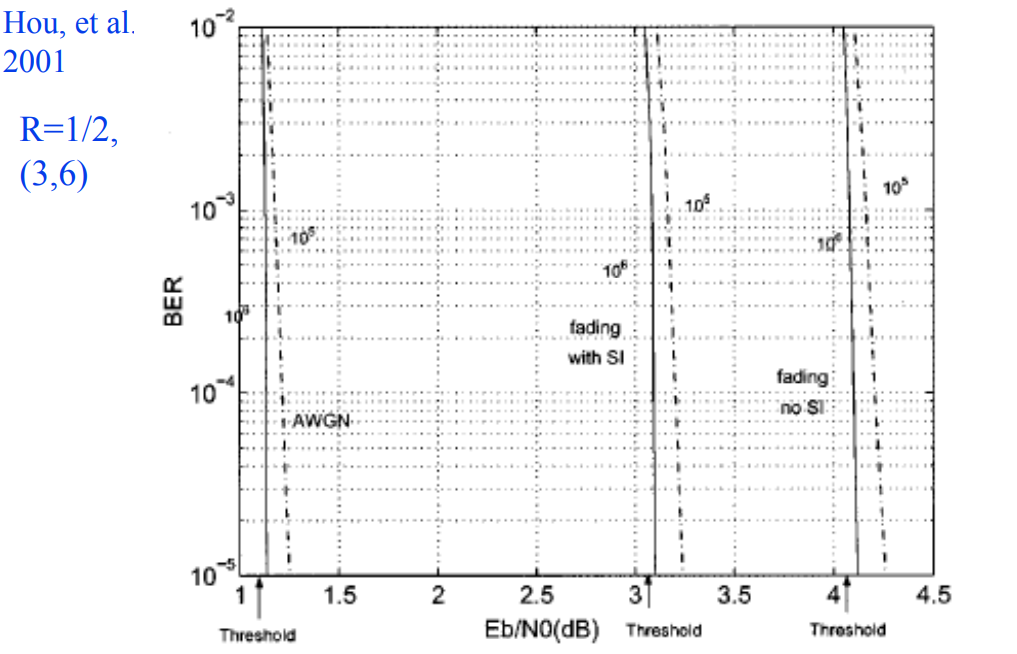 Hou, et al.
2001
R=1/2,
(3,6)
BER
10^-2
10^-3
10^-4
10^-5
10^5
10^6
AWGN
10^6
10^5
fading
with SI
10^6
10^5
fading
no SI
1 1.5 2 2.5 3 3.5 4 4.5
Eb/N0(dB)
Threshold Threshold Threshold